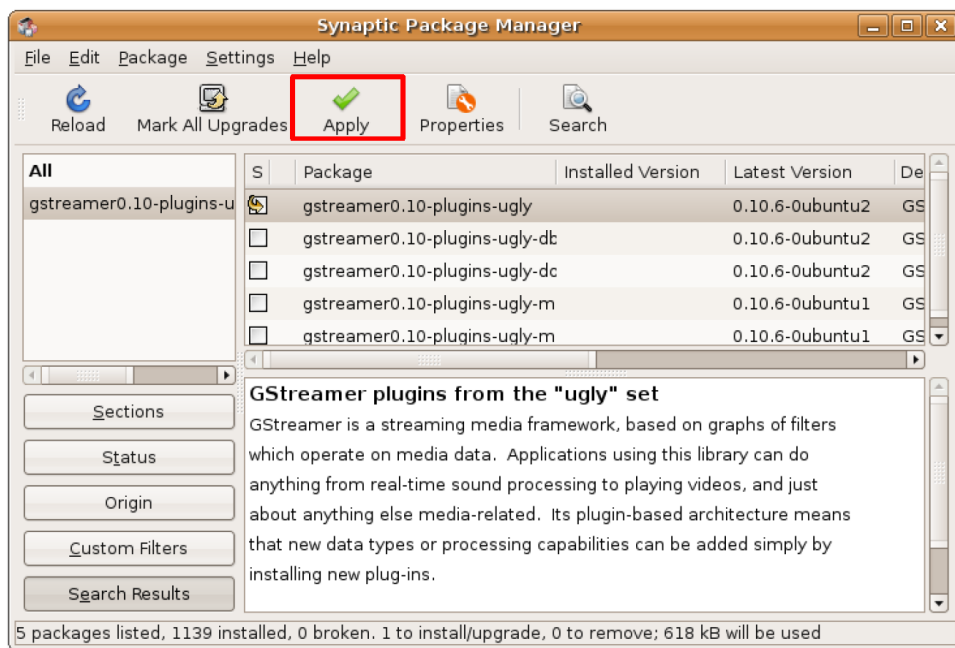 Synaptic Package Manager
File Edit Package Settings Help
Reload Mark All Upgrades Apply Properties Search
All
gstreamer0.10-plugins-u
S Package Installed Version Latest Version De
gstreamer0.10-plugins-ugly 0.10.6-0ubuntu2 GS
gstreamer0.10-plugins-ugly-db 0.10.6-0ubuntu2 GS
gstreamer0.10-plugins-ugly-do 0.10.6-0ubuntu2 GS
gstreamer0.10-plugins-ugly-m 0.10.6-0ubuntu1 GS
gstreamer0.10-plugins-ugly-m 0.10.6-0ubuntu1 GS
Sections
Status
Origin
Custom Filters
Search Results
GStreamer plugins from the "ugly" set
GStreamer is a streaming media framework, based on graphs of filters
which operate on media data. Applications using this library can do
anything from real-time sound processing to playing videos, and just
about anything else media-related. Its plugin-based architecture means
that new data types or processing capabilities can be added simply by
installing new plug-ins.
5 packages listed, 1139 installed, 0 broken. 1 to install/upgrade, 0 to remove; 618 kB will be used